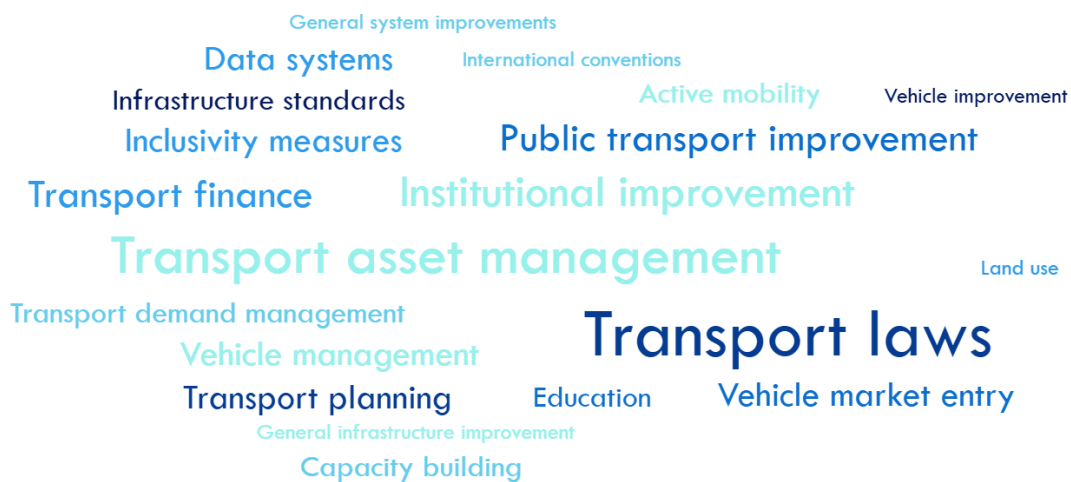 General system improvements
Data systems
International conventions
Infrastructure standards
Active mobility
Vehicle improvement
Inclusivity measures
Public transport improvement
Transport finance
Institutional improvement
Transport asset management
Land use
Transport demand management
Transport laws
Vehicle management
Transport planning
Education
Vehicle market entry
General infrastructure improvement
Capacity building